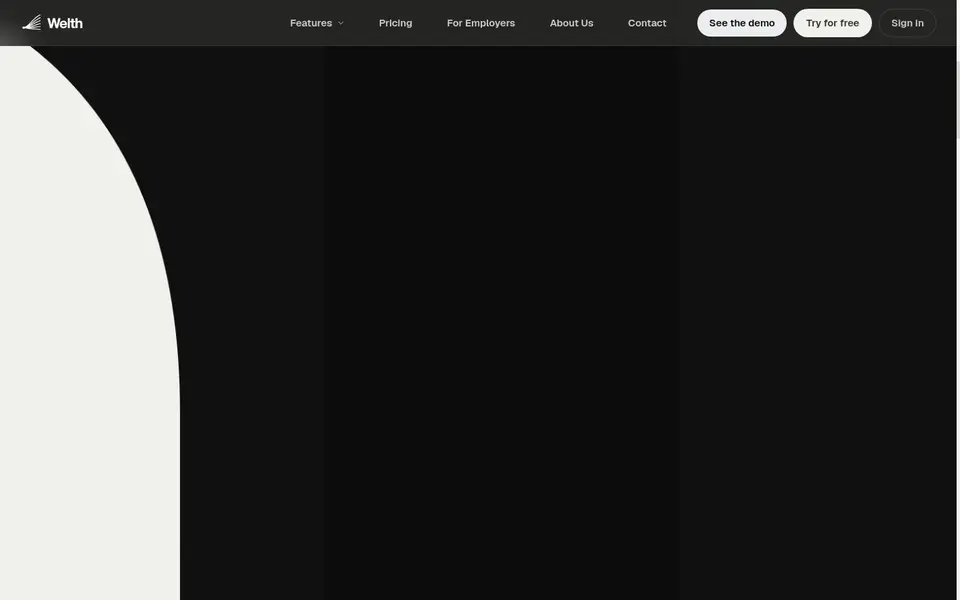 Welth
Features
Pricing
For Employers
About Us
Contact
See the demo
Try for free
Sign in